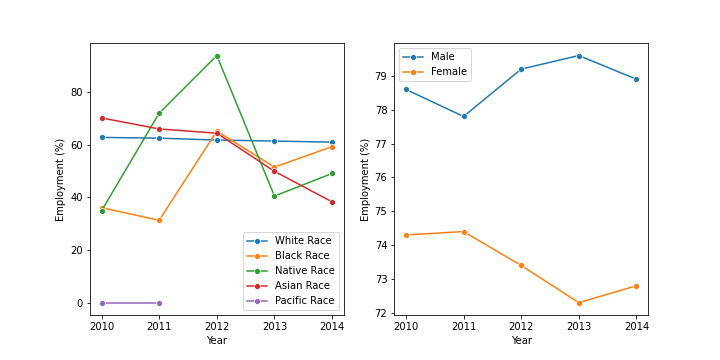 Employment (%)
80
60
40
20
0
2010 2011 2012 2013 2014
Year
White Race
Black Race
Native Race
Asian Race
Pacific Race
Employment (%)
79
78
77
76
75
74
73
72
2010 2011 2012 2013 2014
Year
Male
Female